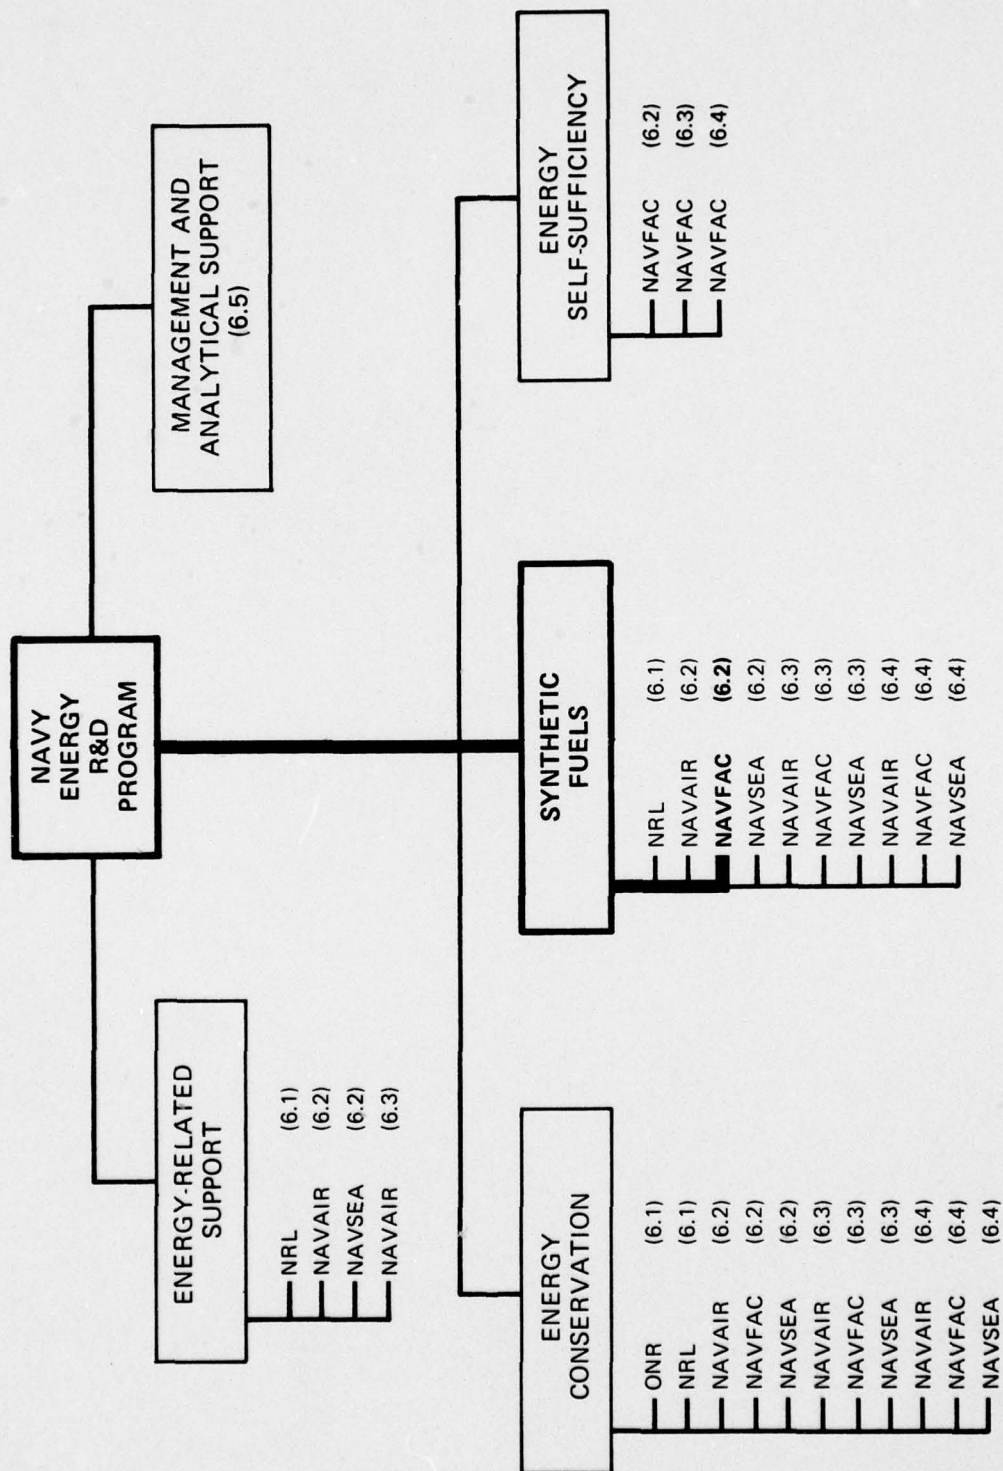 NAVY
ENERGY
R&D
PROGRAM
ENERGY-RELATED
SUPPORT
NRL (6.1)
NAVAIR (6.2)
NAVSEA (6.2)
NAVAIR (6.3)
MANAGEMENT AND
ANALYTICAL SUPPORT
(6.5)
ENERGY
CONSERVATION
ONR (6.1)
NRL (6.1)
NAVAIR (6.2)
NAVFAC (6.2)
NAVSEA (6.2)
NAVAIR (6.3)
NAVFAC (6.3)
NAVSEA (6.3)
NAVAIR (6.4)
NAVFAC (6.4)
NAVSEA (6.4)
SYNTHETIC
FUELS
NRL (6.1)
NAVAIR (6.2)
NAVFAC (6.2)
NAVSEA (6.2)
NAVAIR (6.3)
NAVFAC (6.3)
NAVSEA (6.3)
NAVAIR (6.4)
NAVFAC (6.4)
NAVSEA (6.4)
ENERGY
SELF-SUFFICIENCY
NAVFAC (6.2)
NAVFAC (6.3)
NAVFAC (6.4)